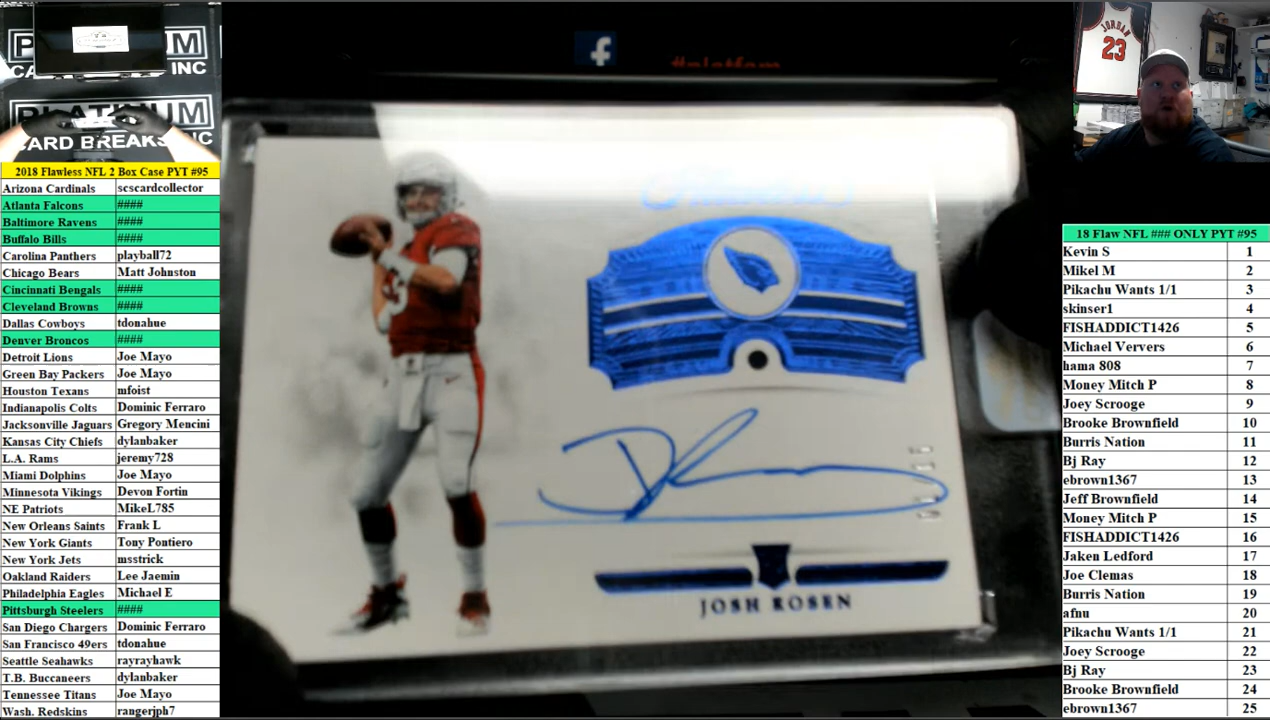 PLATINUM
CARD BREAKS INC
2018 Flawless NFL 2 Box Case PYT #95
Arizona Cardinals scscardcollector
Atlanta Falcons ####
Baltimore Ravens ####
Buffalo Bills ####
Carolina Panthers playball72
Chicago Bears Matt Johnston
Cincinnati Bengals ####
Cleveland Browns ####
Dallas Cowboys tdonahue
Denver Broncos ####
Detroit Lions Joe Mayo
Green Bay Packers Joe Mayo
Houston Texans mfoist
Indianapolis Colts Dominic Ferraro
Jacksonville Jaguars Gregory Mencini
Kansas City Chiefs dylanbaker
L.A. Rams jeremy728
Miami Dolphins Joe Mayo
Minnesota Vikings Devon Fortin
NE Patriots MikeL785
New Orleans Saints Frank L
New York Giants Tony Pontiero
New York Jets msstrick
Oakland Raiders Lee Jaemin
Philadelphia Eagles Michael E
Pittsburgh Steelers ####
San Diego Chargers Dominic Ferraro
San Francisco 49ers tdonahue
Seattle Seahawks rayrayhawk
T.B. Buccaneers dylanbaker
Tennessee Titans Joe Mayo
Wash. Redskins rangerjph7
f
JOSH ROSEN
JORDAN
23
18 Flaw NFL ### ONLY PYT #95
Kevin S 1
Mikel M 2
Pikachu Wants 1/1 3
skinser1 4
FISHADDICT1426 5
Michael Ververs 6
hama 808 7
Money Mitch P 8
Joey Scrooge 9
Brooke Brownfield 10
Burris Nation 11
Bj Ray 12
ebrown1367 13
Jeff Brownfield 14
Money Mitch P 15
FISHADDICT1426 16
Jaken Ledford 17
Joe Clemas 18
Burris Nation 19
afnu 20
Pikachu Wants 1/1 21
Joey Scrooge 22
Bj Ray 23
Brooke Brownfield 24
ebrown1367 25